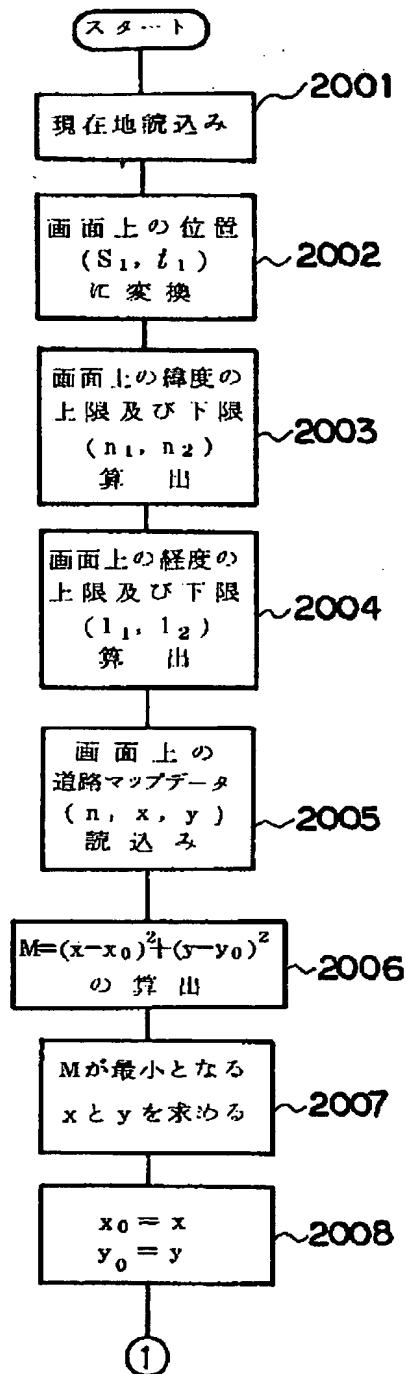 スタート
現在地読込み
2001
画面上の位置
(S₁, t₁)
に変換
2002
画面上の緯度の
上限及び下限
(n₁, n₂)
算出
2003
画面上の経度の
上限及び下限
(l₁, l₂)
算出
2004
画面上の
道路マップデータ
(n, x, y)
読込み
2005
M=(x-x₀)²+(y-y₀)²
の算出
2006
Mが最小となる
xとyを求める
2007
x₀ = x
y₀ = y
2008
1